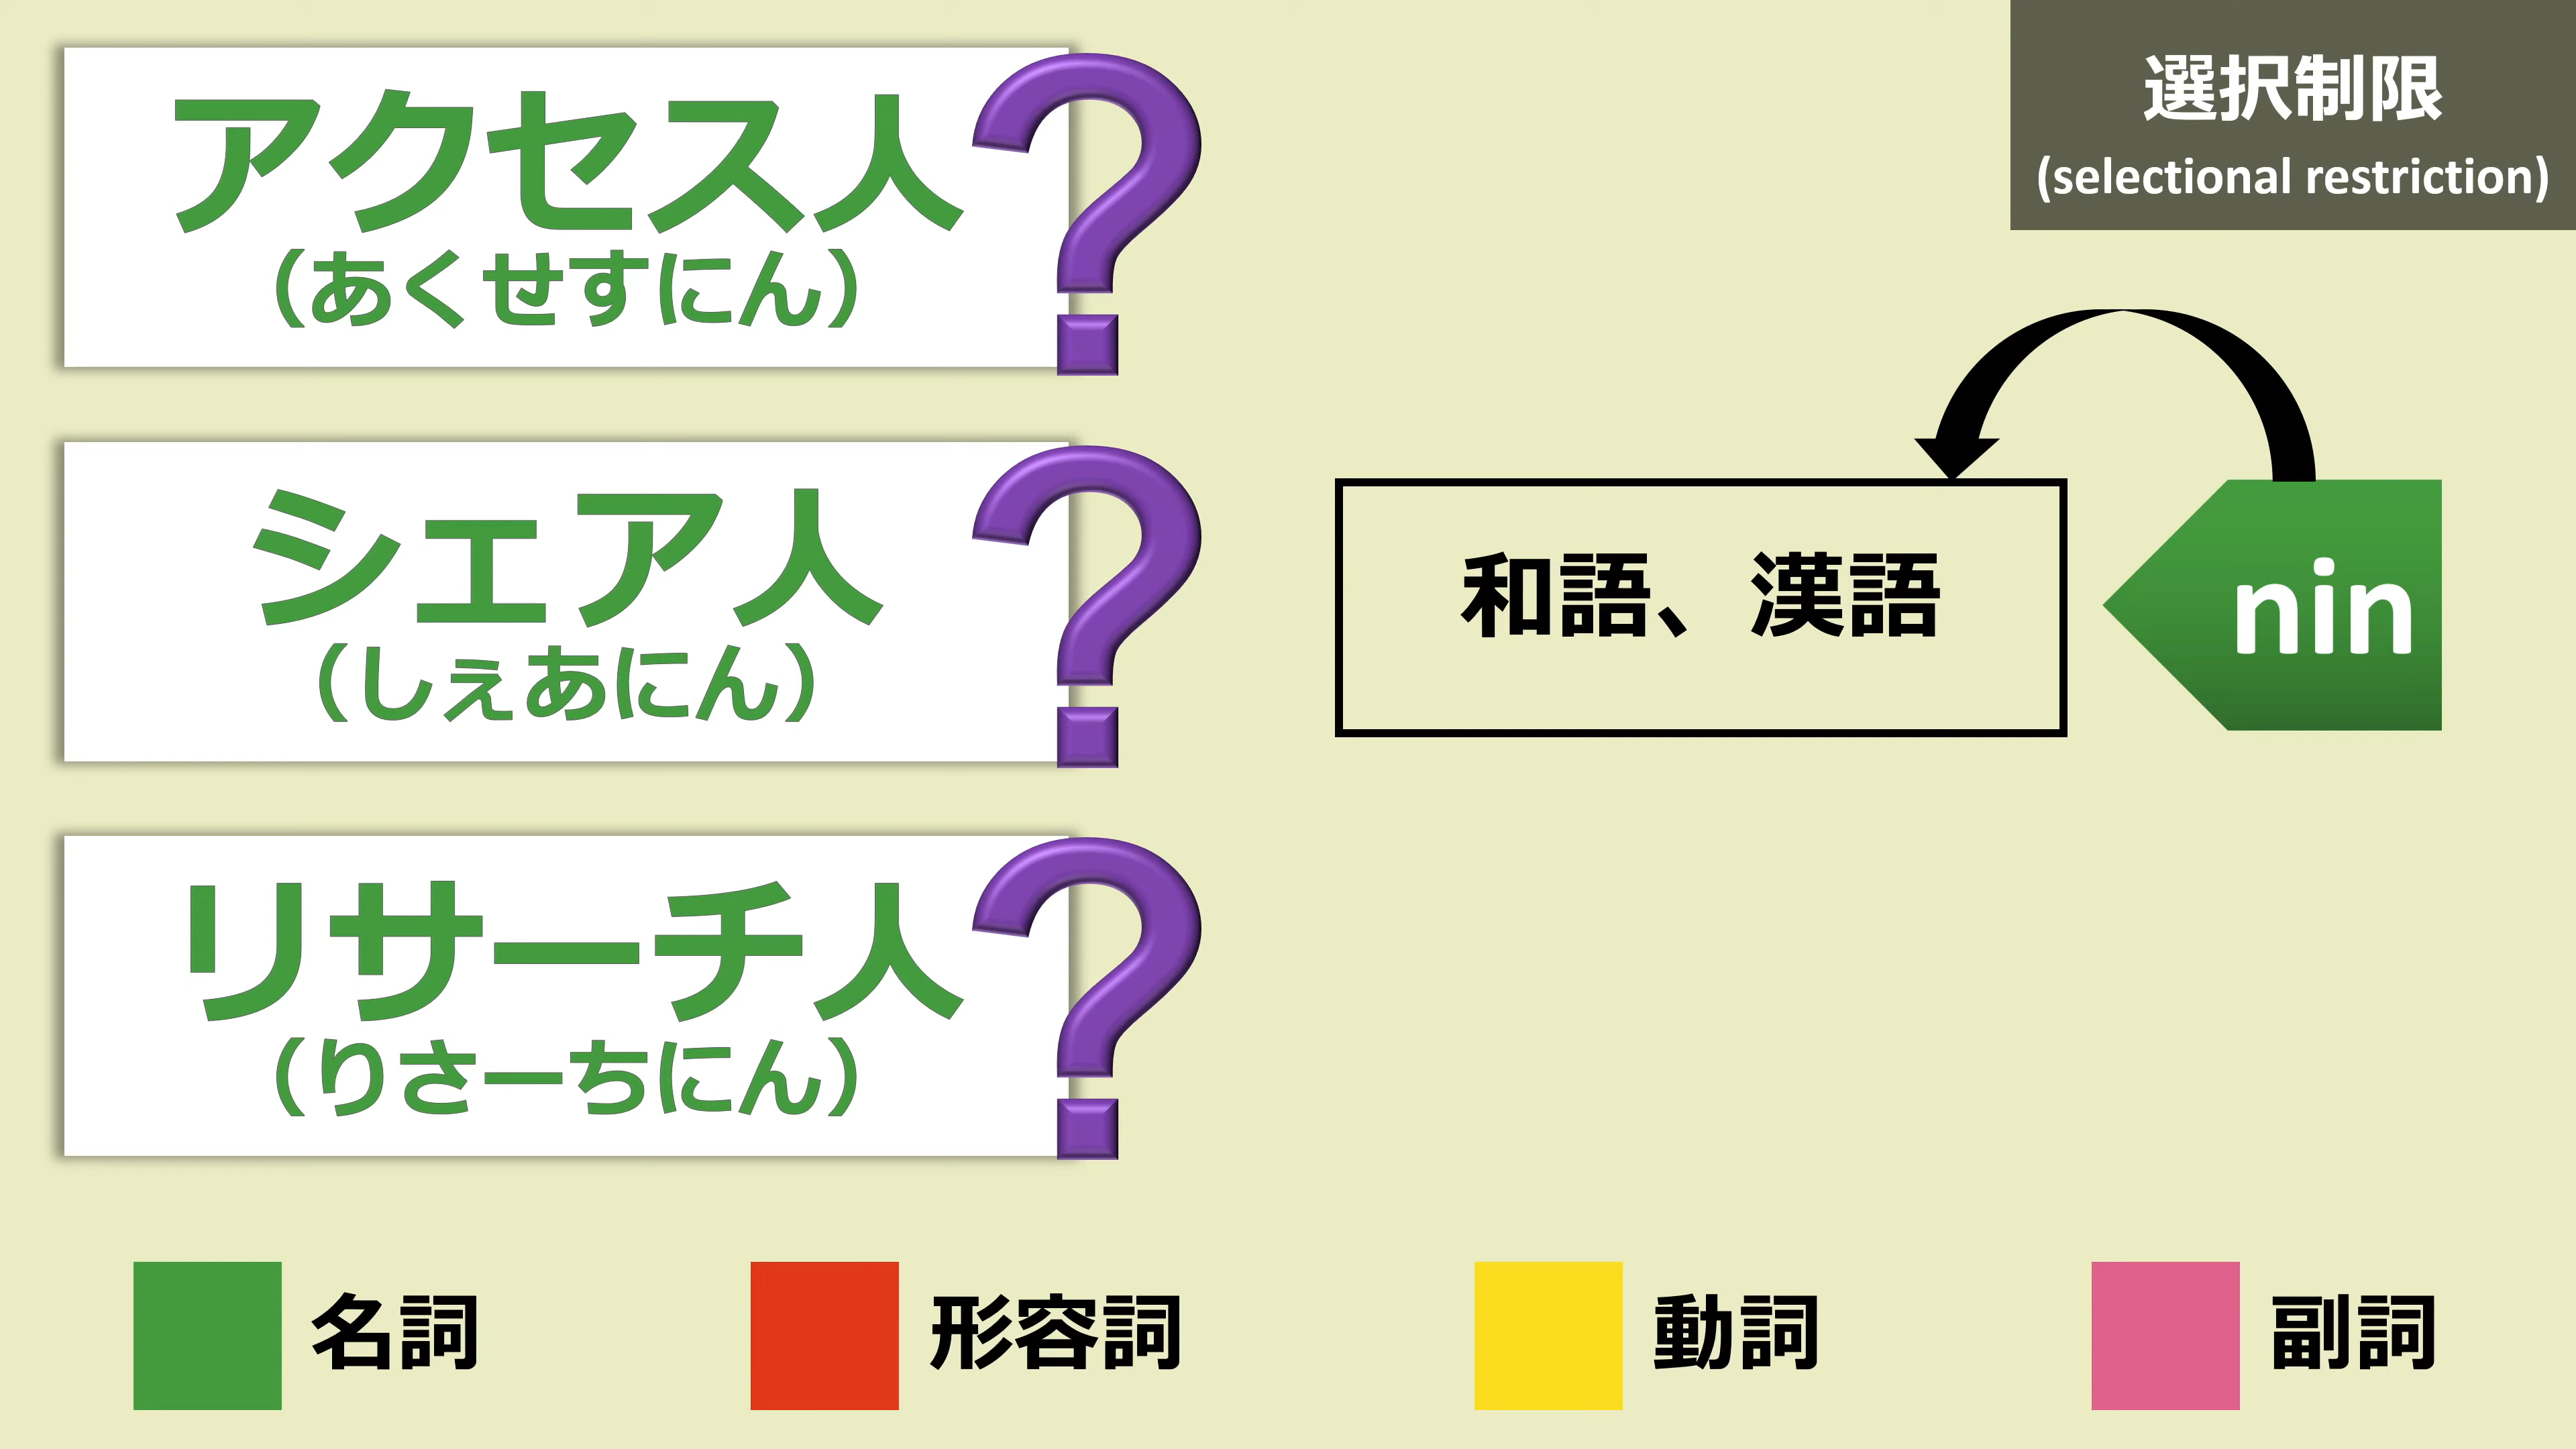 アクセス人
(あくせすにん)
?
シェア人
(しぇあにん)
?
リサーチ人
(りさーちにん)
?
選択制限
(selectional restriction)
和語、漢語
nin
名詞
形容詞
動詞
副詞